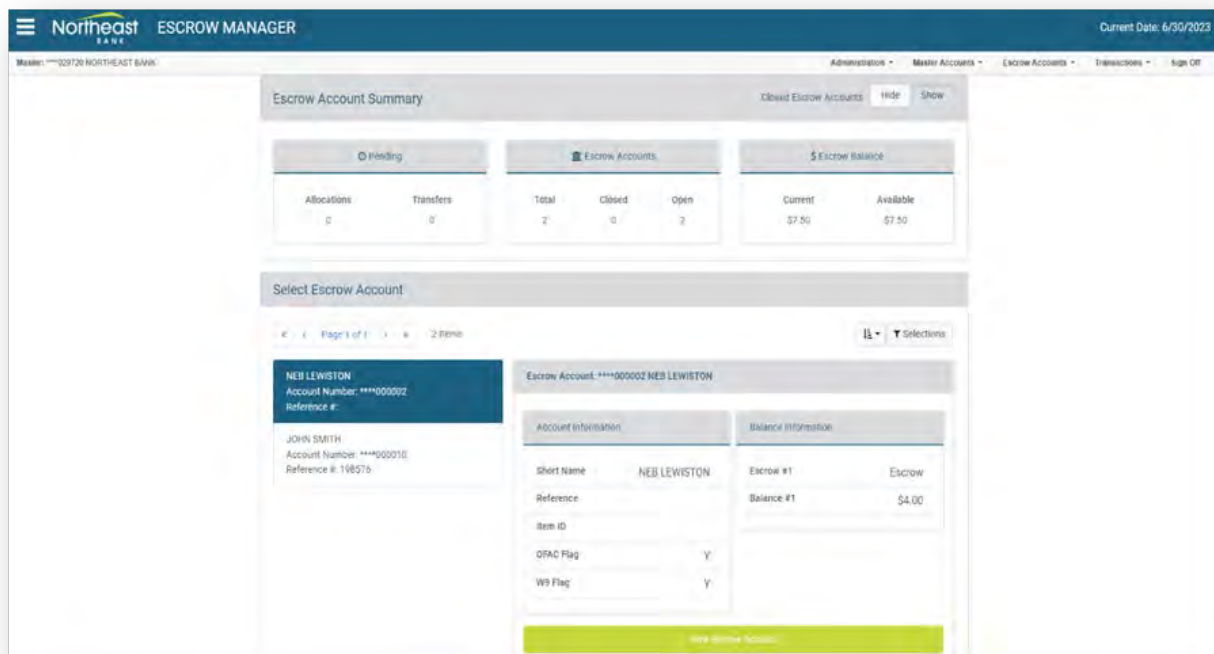 Northeast BANK ESCROW MANAGER Current Date: 6/30/2023
Master: ***029720 NORTHEAST BANK Administration Master Accounts Escrow Accounts Transactions Sign Off
Escrow Account Summary Closed Escrow Accounts Hide Show
Pending Escrow Accounts $ Escrow Balance
Allocations Transfers Total Closed Open Current Available
0 0 2 0 2 $7.50 $7.50
Select Escrow Account
« ‹ Page 1 of 1 › » 2 Items Selections
NEB LEWISTON
Account Number: ****000002
Reference #:
JOHN SMITH
Account Number: ****000010
Reference #: 198576
Escrow Account: ****000002 NEB LEWISTON
Account Information
Short Name NEB LEWISTON
Reference
Item ID
OFAC Flag Y
W9 Flag Y
Balance Information
Escrow #1 Escrow
Balance #1 $4.00
Escrow Account